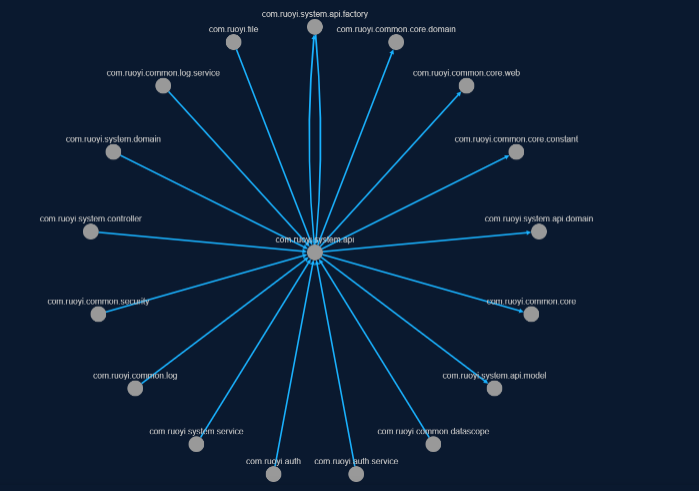 com.ruoyi.system.api.factory
com.ruoyi.file
com.ruoyi.common.core.domain
com.ruoyi.common.log.service
com.ruoyi.common.core.web
com.ruoyi.system.domain
com.ruoyi.common.core.constant
com.ruoyi.system.controller
com.ruoyi.system.api.domain
com.ruoyi.system.api
com.ruoyi.common.security
com.ruoyi.common.core
com.ruoyi.common.log
com.ruoyi.system.api.model
com.ruoyi.system.service
com.ruoyi.common.datascope
com.ruoyi.auth
com.ruoyi.auth.service